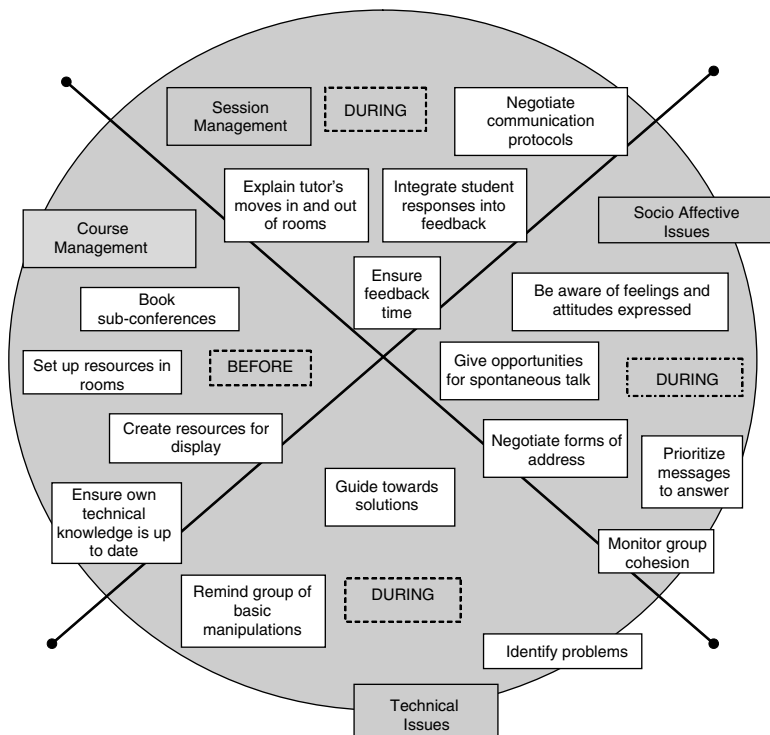 Session
Management
DURING
Negotiate
communication
protocols
Explain tutor's
moves in and out
of rooms
Integrate student
responses into
feedback
Course
Management
Socio Affective
Issues
Ensure
feedback
time
Book
sub-conferences
Be aware of feelings and
attitudes expressed
Set up resources in
rooms
BEFORE
Give opportunities
for spontaneous talk
DURING
Create resources for
display
Negotiate forms of
address
Prioritize
messages
to answer
Ensure own
technical
knowledge is up
to date
Guide towards
solutions
Monitor group
cohesion
Remind group of
basic
manipulations
DURING
Identify problems
Technical
Issues